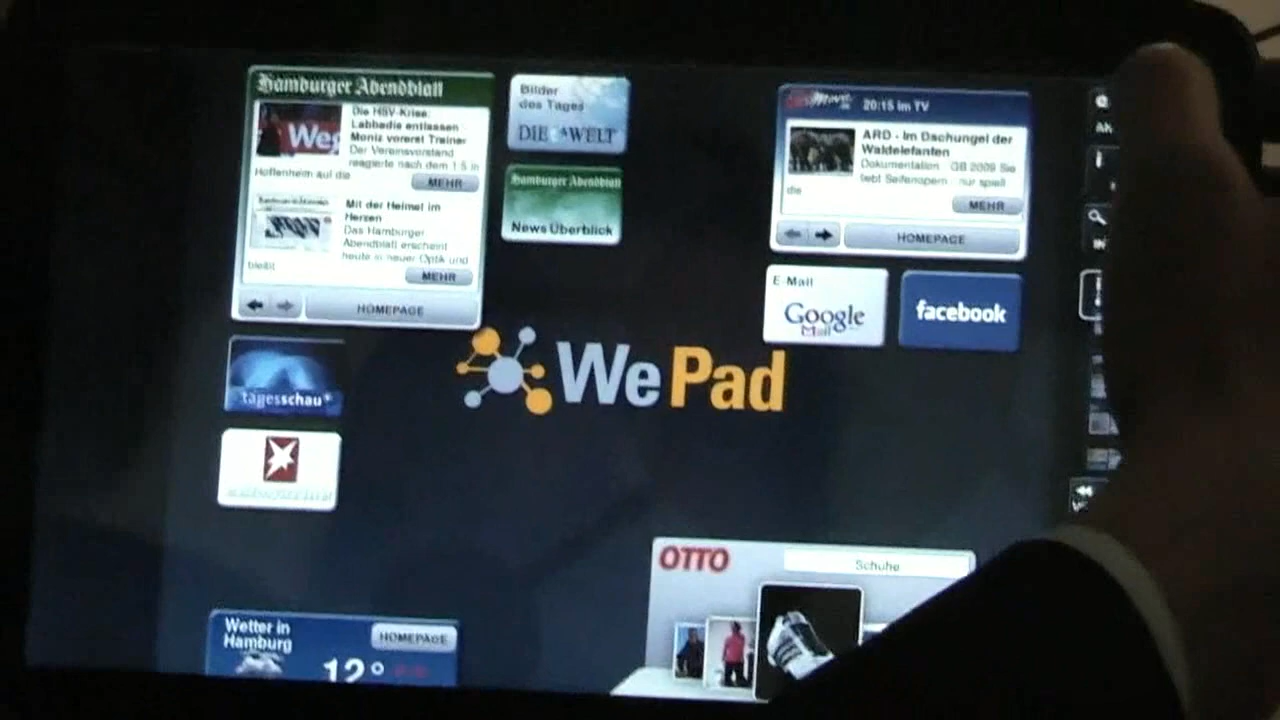 Hamburger Abendblatt
Die HSV-Krise:
Labbadia entlassen -
Moniz vorerst Trainer
Der Vereinsvorstand
reagierte nach dem 1:5 in
Hoffenheim auf die
MEHR
Mit der Heimat im
Herzen
Das Hamburger
Abendblatt erscheint
heute in neuer Optik und
bleibt
MEHR
HOMEPAGE
Bilder
des Tages
DIE WELT
Hamburger Abendblatt
News Überblick
20:15 im TV
ARD - Im Dschungel der
Waldelefanten
Dokumentation GB 2009 Sie
liebt Seifenopern nur spielt
die
MEHR
HOMEPAGE
E-Mail
Google
Mail
facebook
tagesschau
WePad
OTTO
Schuhe
Wetter in
Hamburg
HOMEPAGE
12°